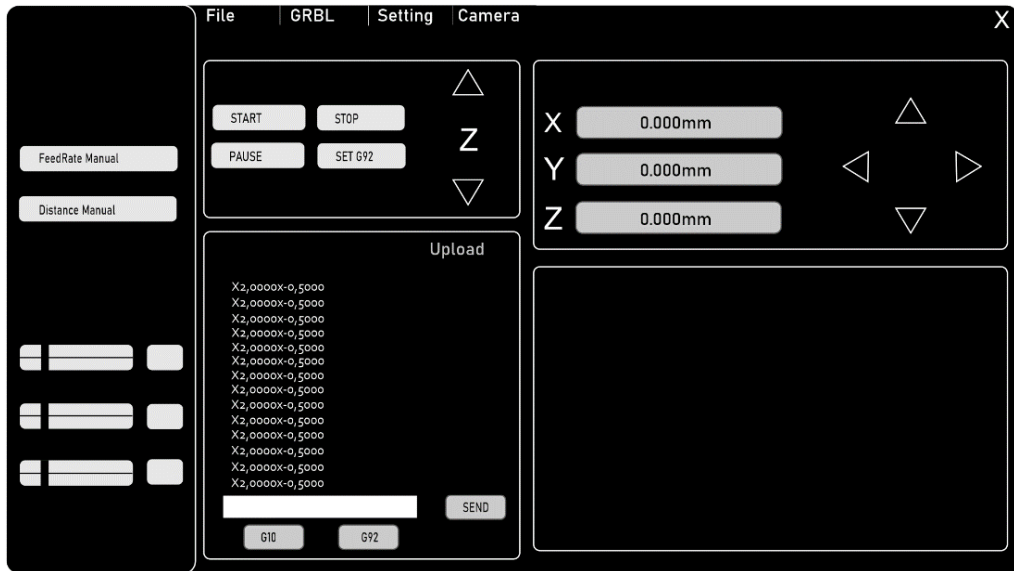 File GRBL Setting Camera X
START STOP
PAUSE SET G92
Z
FeedRate Manual
Distance Manual
X 0.000mm
Y 0.000mm
Z 0.000mm
Upload
X2,0000x-0,5000
X2,0000x-0,5000
X2,0000x-0,5000
X2,0000x-0,5000
X2,0000x-0,5000
X2,0000x-0,5000
X2,0000x-0,5000
X2,0000x-0,5000
X2,0000x-0,5000
X2,0000x-0,5000
X2,0000x-0,5000
X2,0000x-0,5000
X2,0000x-0,5000
X2,0000x-0,5000
SEND
G10 G92